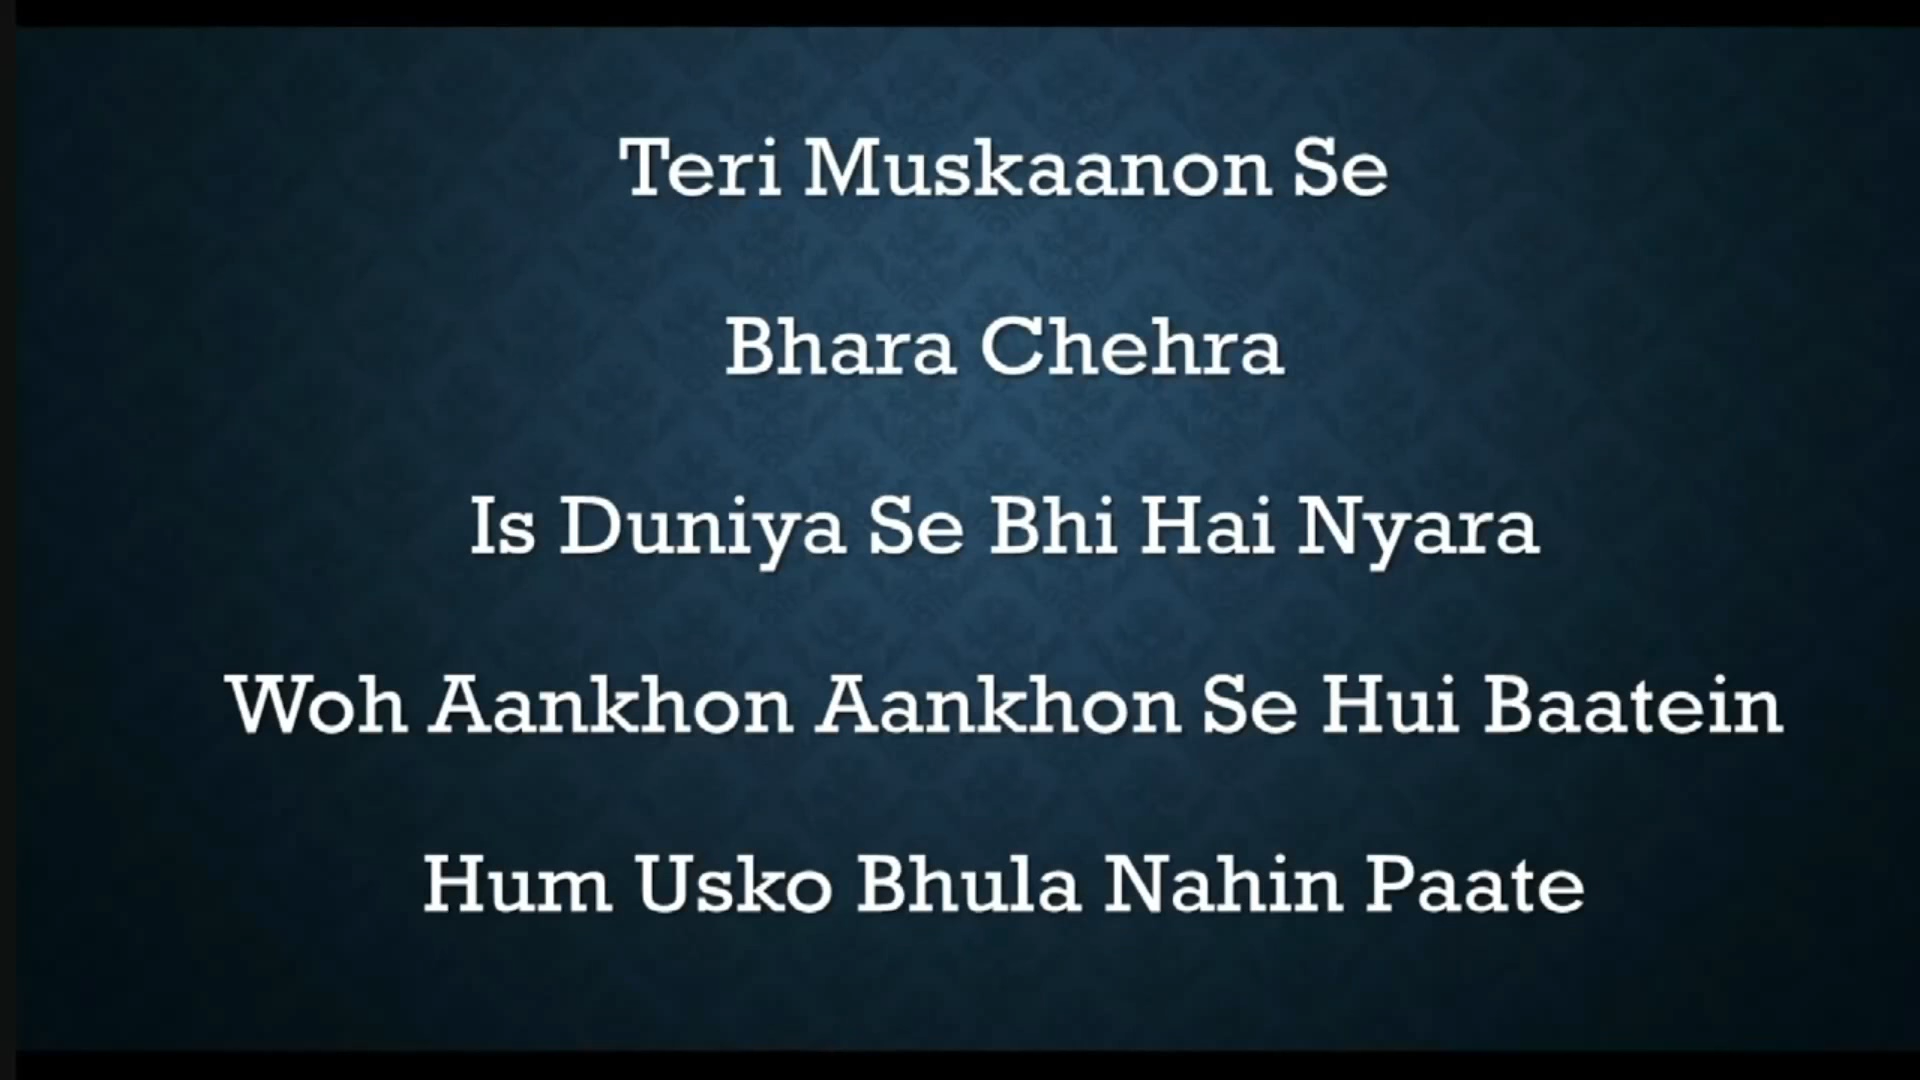 Teri Muskaanon Se
Bhara Chehra
Is Duniya Se Bhi Hai Nyara
Woh Aankhon Aankhon Se Hui Baatein
Hum Usko Bhula Nahin Paate